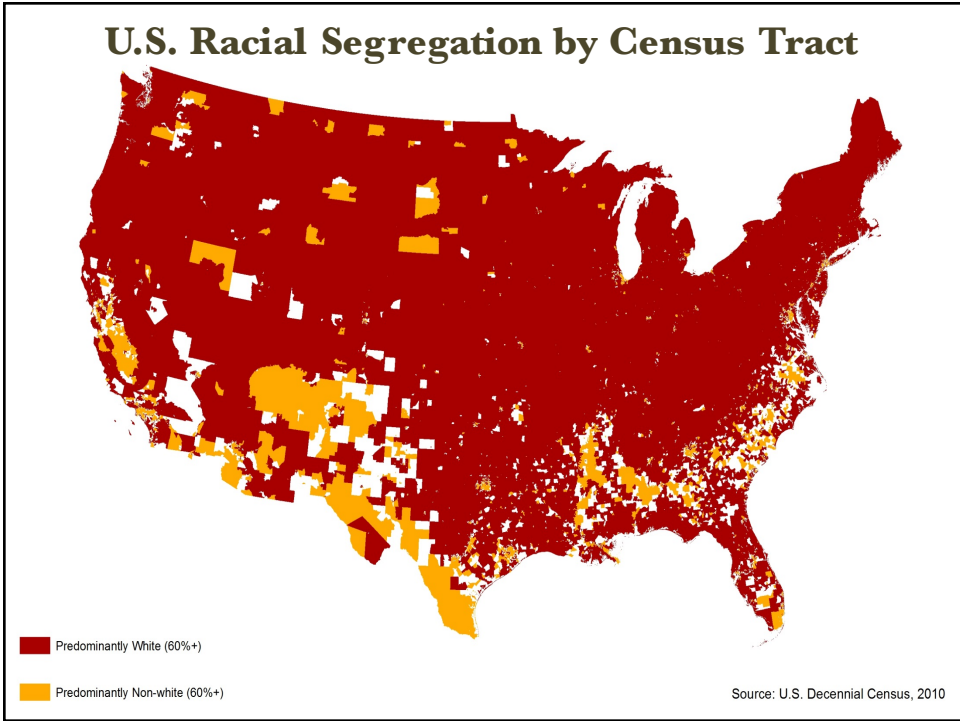 U.S. Racial Segregation by Census Tract
Predominantly White (60%+)
Predominantly Non-white (60%+)
Source: U.S. Decennial Census, 2010